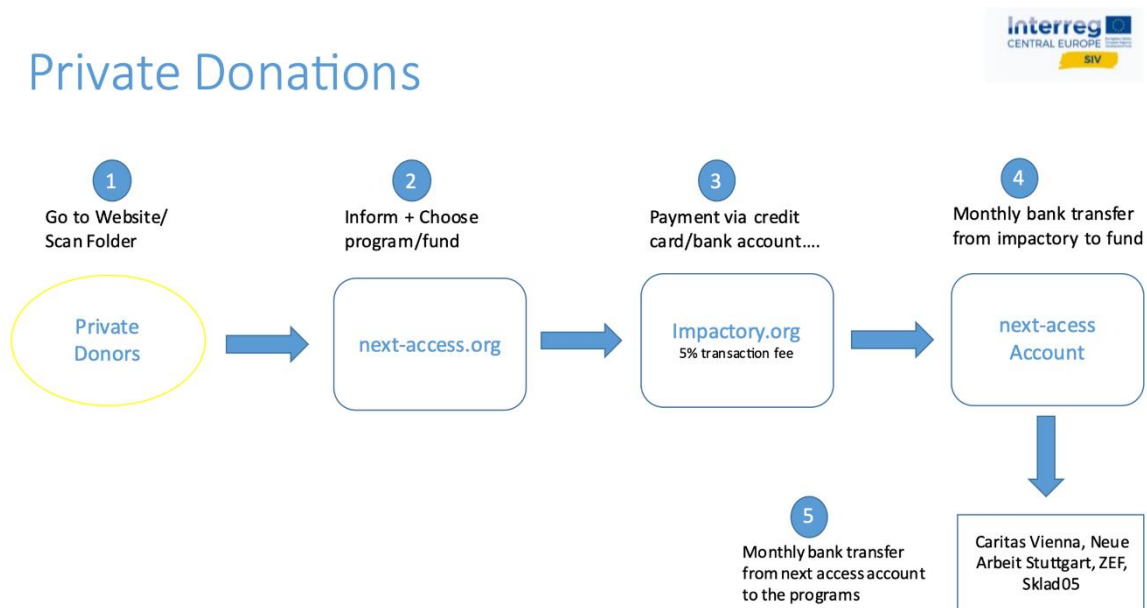 Interreg
CENTRAL EUROPE
SIV
Private Donations
1
Go to Website/
Scan Folder
2
Inform + Choose
program/fund
3
Payment via credit
card/bank account....
4
Monthly bank transfer
from impactory to fund
Private
Donors
next-access.org
Impactory.org
5% transaction fee
next-acess
Account
5
Monthly bank transfer
from next access account
to the programs
Caritas Vienna, Neue
Arbeit Stuttgart, ZEF,
Sklad05